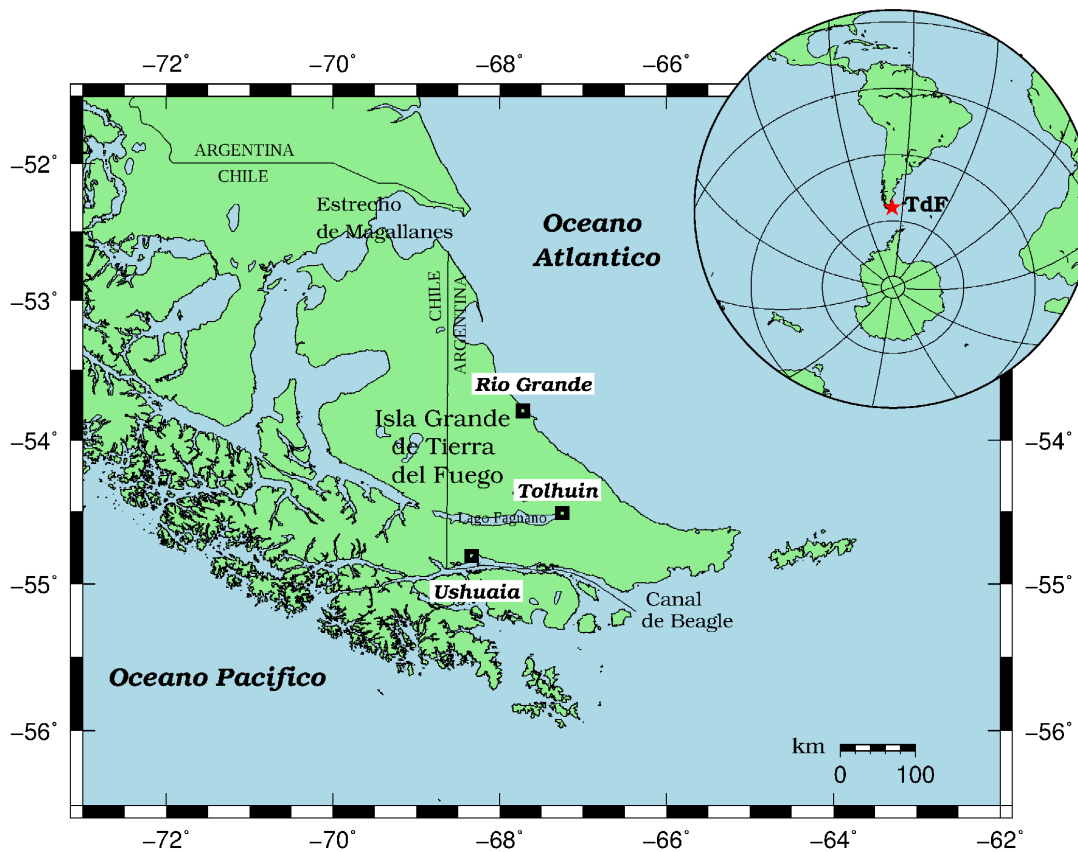 −72˚ −70˚ −68˚ −66˚
−52˚
ARGENTINA
CHILE
Estrecho
de Magallanes
Oceano
Atlantico
TdF
−53˚
CHILE
ARGENTINA
Rio Grande
Isla Grande
de Tierra
del Fuego
−54˚ −54˚
Tolhuin
Lago Fagnano
−55˚ −55˚
Ushuaia
Canal
de Beagle
Oceano Pacifico
−56˚ −56˚
km
0 100
−72˚ −70˚ −68˚ −66˚ −64˚ −62˚